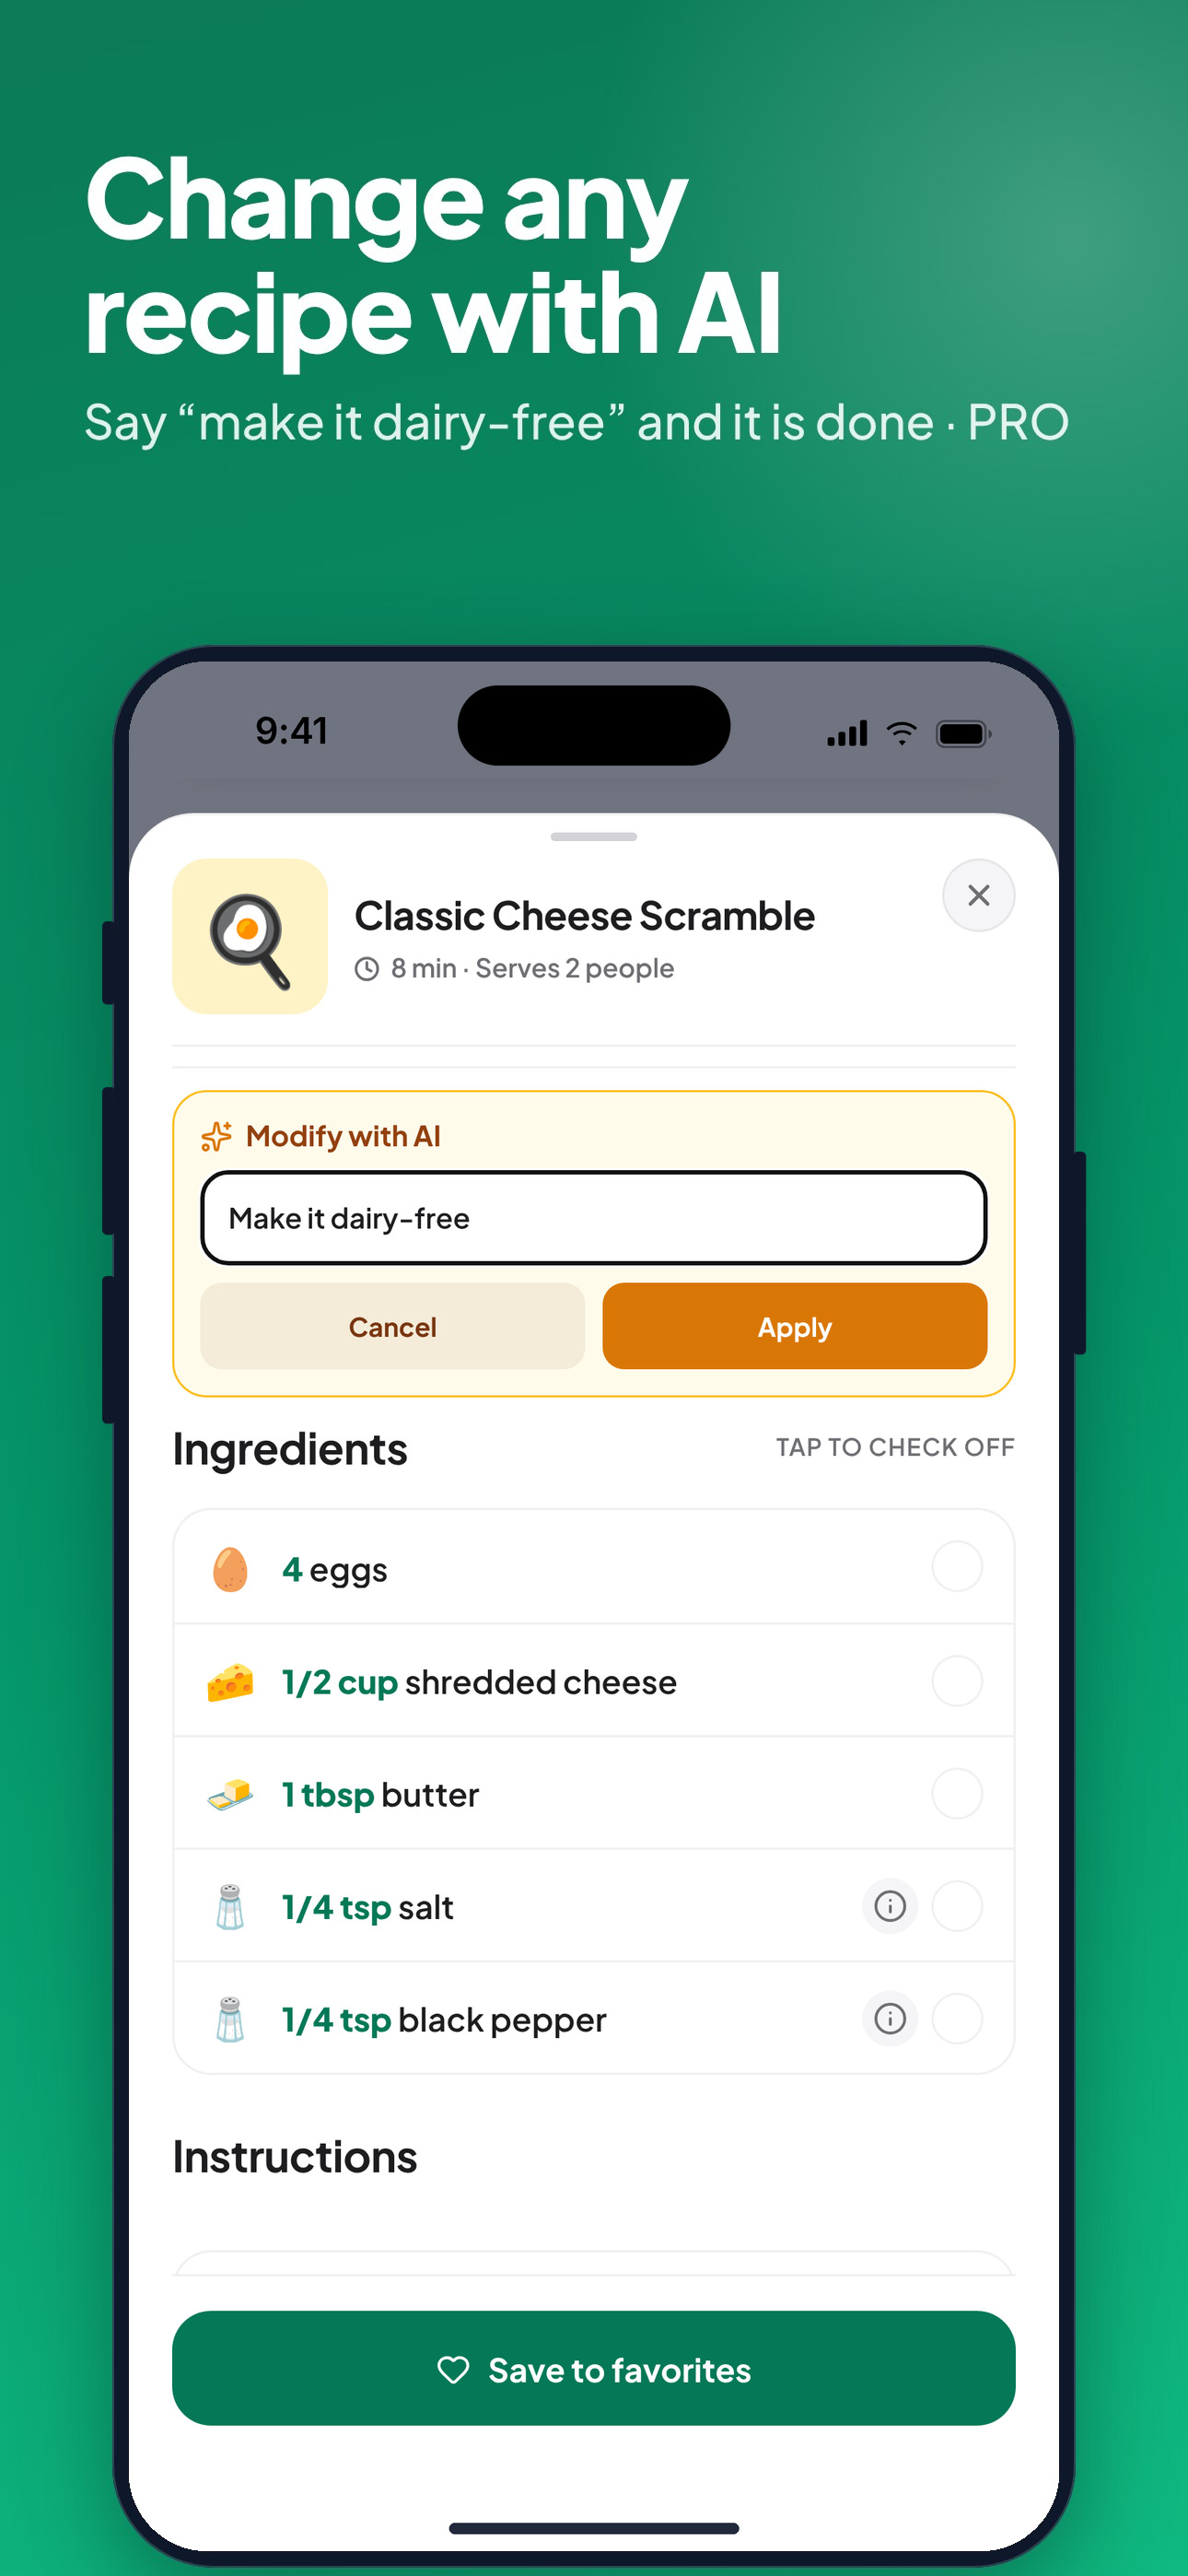 Change any
recipe with AI
Say “make it dairy-free” and it is done · PRO
9:41
Classic Cheese Scramble
8 min · Serves 2 people
Modify with AI
Make it dairy-free
Cancel
Apply
Ingredients
TAP TO CHECK OFF
4 eggs
1/2 cup shredded cheese
1 tbsp butter
1/4 tsp salt
1/4 tsp black pepper
Instructions
Save to favorites